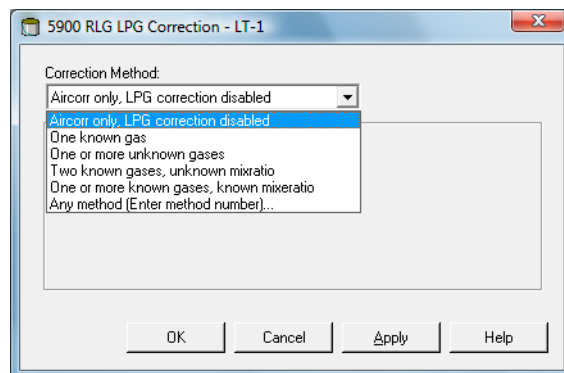 5900 RLG LPG Correction - LT-1
Correction Method:
Aircorr only, LPG correction disabled
Aircorr only, LPG correction disabled
One known gas
One or more unknown gases
Two known gases, unknown mixratio
One or more known gases, known mixeratio
Any method (Enter method number)...
OK Cancel Apply Help